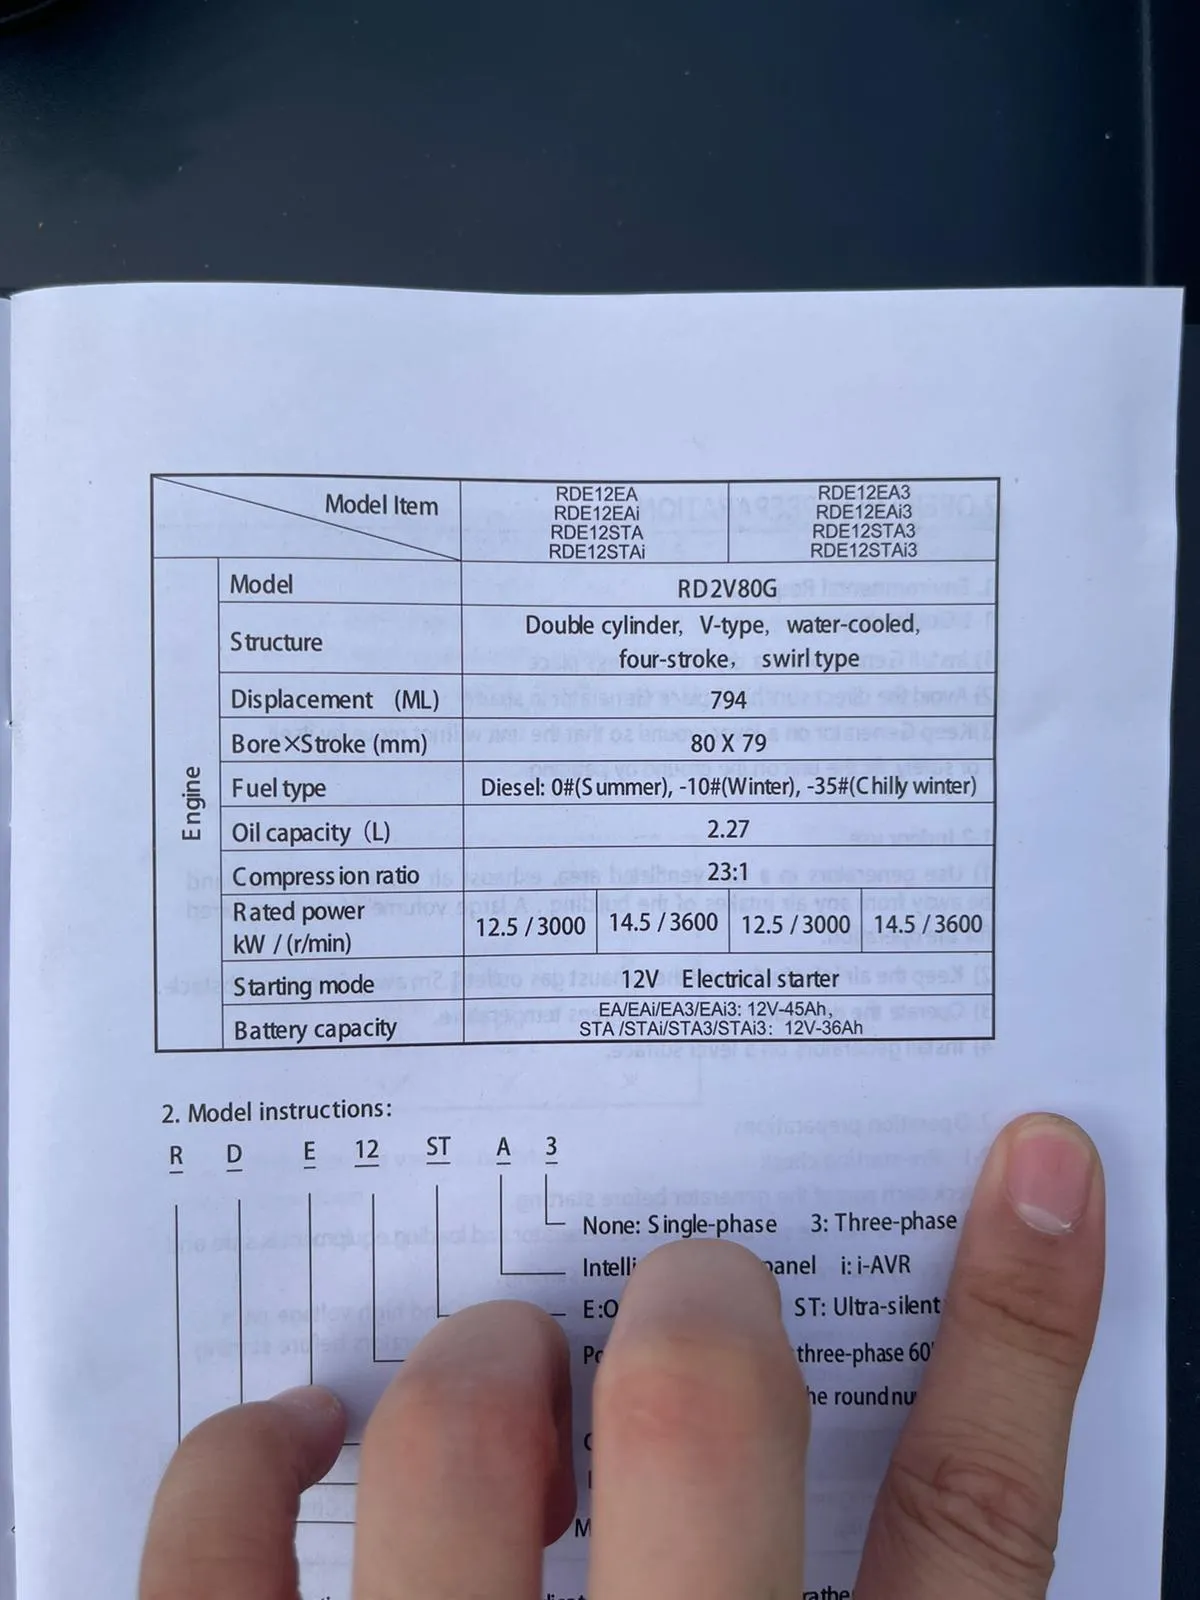 Model Item
RDE12EA
RDE12EAi
RDE12STA
RDE12STAi
RDE12EA3
RDE12EAi3
RDE12STA3
RDE12STAi3
Engine
Model
RD2V80G
Structure
Double cylinder, V-type, water-cooled,
four-stroke, swirl type
Displacement (ML)
794
Bore×Stroke (mm)
80 X 79
Fuel type
Diesel: 0#(Summer), -10#(Winter), -35#(Chilly winter)
Oil capacity (L)
2.27
Compression ratio
23:1
Rated power
kW / (r/min)
12.5 / 3000
14.5 / 3600
12.5 / 3000
14.5 / 3600
Starting mode
12V Electrical starter
Battery capacity
EA/EAi/EA3/EAi3: 12V-45Ah,
STA /STAi/STA3/STAi3: 12V-36Ah
2. Model instructions:
R D E 12 ST A 3
None: Single-phase 3: Three-phase
i: i-AVR
ST: Ultra-silent
three-phase